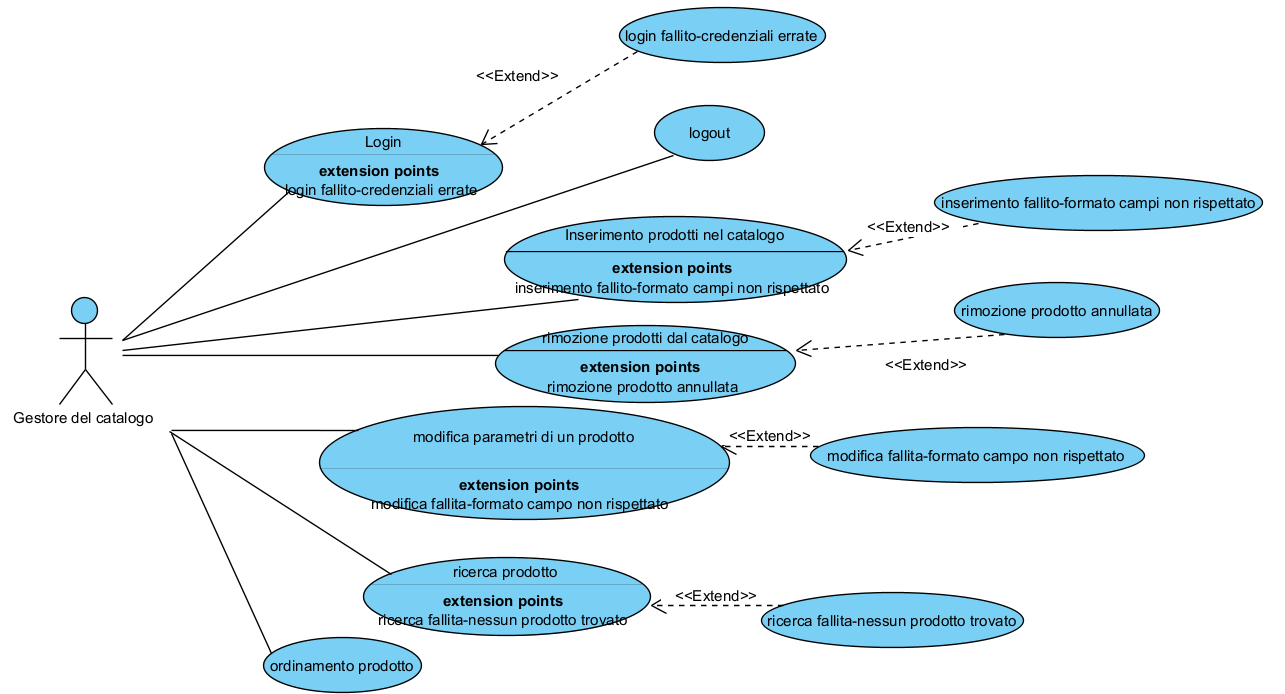 login fallito-credenziali errate
<<Extend>>
Login
extension points
login fallito-credenziali errate
logout
inserimento fallito-formato campi non rispettato
<<Extend>>
Inserimento prodotti nel catalogo
extension points
inserimento fallito-formato campi non rispettato
rimozione prodotto annullata
<<Extend>>
rimozione prodotti dal catalogo
extension points
rimozione prodotto annullata
Gestore del catalogo
modifica parametri di un prodotto
extension points
modifica fallita-formato campo non rispettato
<<Extend>>
modifica fallita-formato campo non rispettato
ricerca prodotto
extension points
ricerca fallita-nessun prodotto trovato
<<Extend>>
ricerca fallita-nessun prodotto trovato
ordinamento prodotto